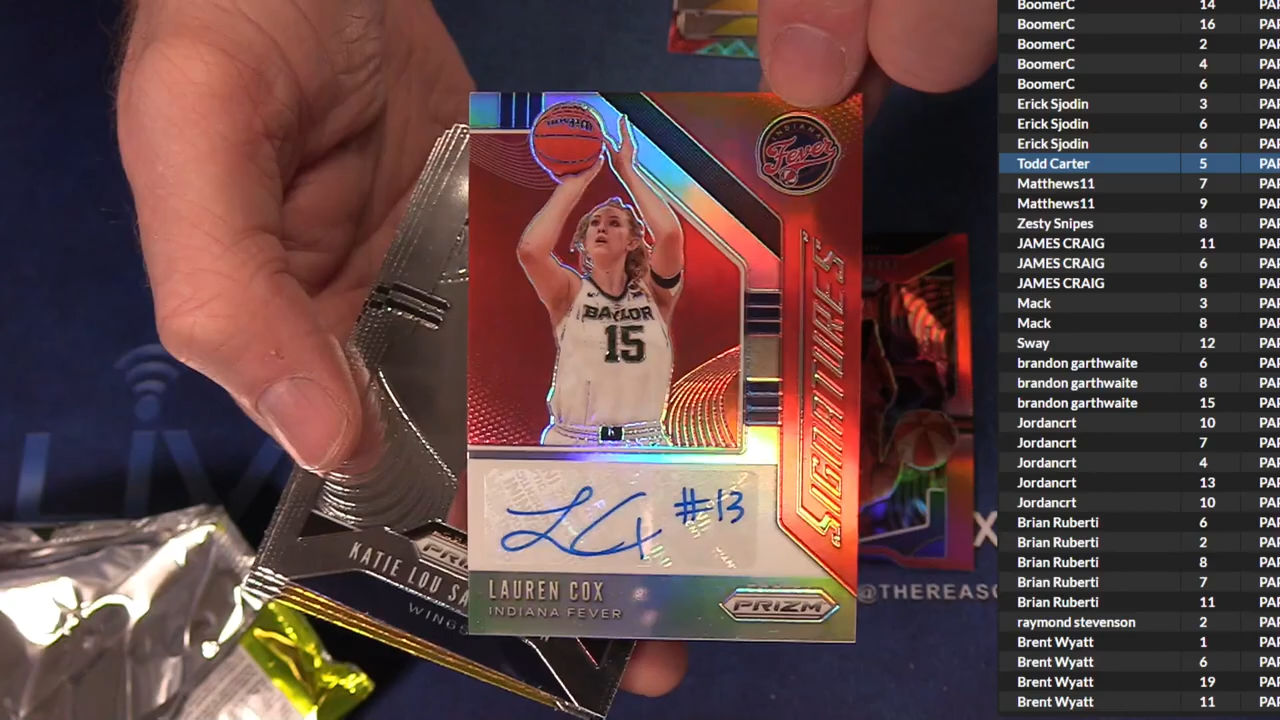 Wilson
INDIANA
Fever
SIGNATURES
BAYLOR
15
LC #13
LAUREN COX
INDIANA FEVER
PRIZM
KATIE LOU SA
PRI
WINGS
LIV
X
@THEREASO
BoomerC 14 PAR
BoomerC 16 PAR
BoomerC 2 PAR
BoomerC 4 PAR
BoomerC 6 PAR
Erick Sjodin 3 PAR
Erick Sjodin 6 PAR
Erick Sjodin 6 PAR
Todd Carter 5 PAR
Matthews11 7 PAR
Matthews11 9 PAR
Zesty Snipes 8 PAR
JAMES CRAIG 11 PAR
JAMES CRAIG 6 PAR
JAMES CRAIG 8 PAR
Mack 3 PAR
Mack 8 PAR
Sway 12 PAR
brandon garthwaite 6 PAR
brandon garthwaite 8 PAR
brandon garthwaite 15 PAR
Jordancrt 10 PAR
Jordancrt 7 PAR
Jordancrt 4 PAR
Jordancrt 13 PAR
Jordancrt 10 PAR
Brian Ruberti 6 PAR
Brian Ruberti 2 PAR
Brian Ruberti 8 PAR
Brian Ruberti 7 PAR
Brian Ruberti 11 PAR
raymond stevenson 2 PAR
Brent Wyatt 1 PAR
Brent Wyatt 6 PAR
Brent Wyatt 19 PAR
Brent Wyatt 11 PAR